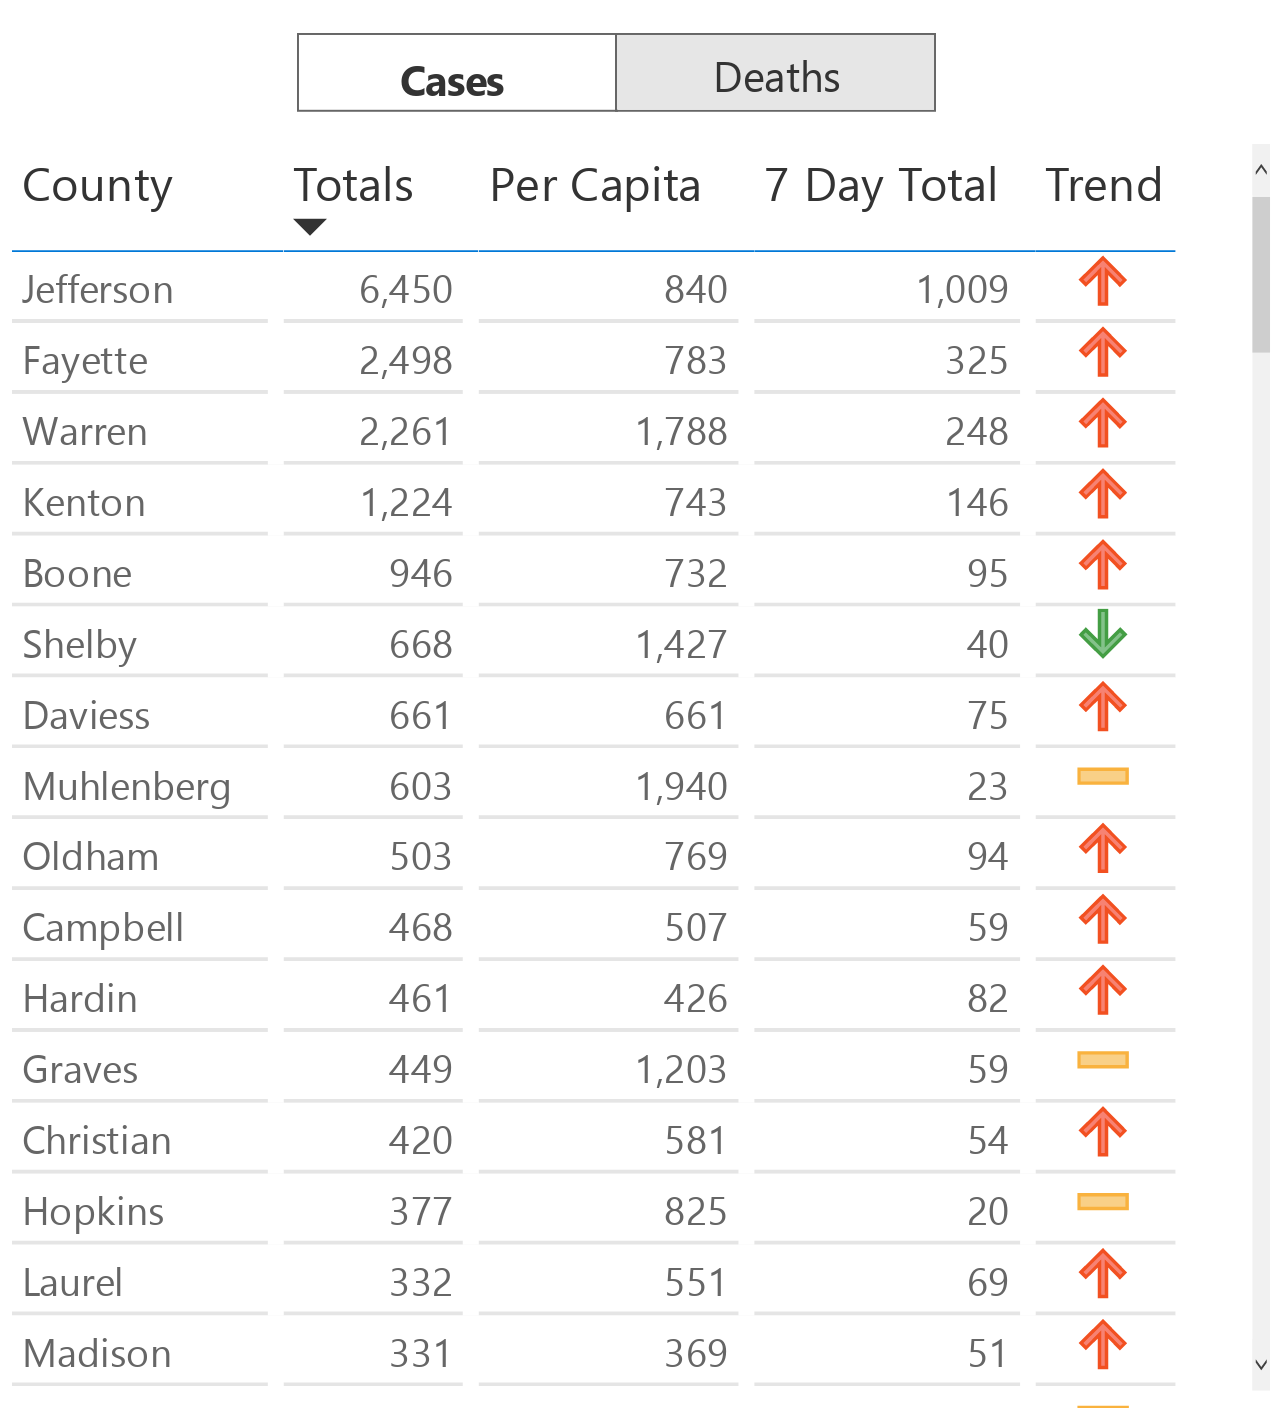 Cases Deaths
County Totals Per Capita 7 Day Total Trend
Jefferson 6,450 840 1,009
Fayette 2,498 783 325
Warren 2,261 1,788 248
Kenton 1,224 743 146
Boone 946 732 95
Shelby 668 1,427 40
Daviess 661 661 75
Muhlenberg 603 1,940 23
Oldham 503 769 94
Campbell 468 507 59
Hardin 461 426 82
Graves 449 1,203 59
Christian 420 581 54
Hopkins 377 825 20
Laurel 332 551 69
Madison 331 369 51